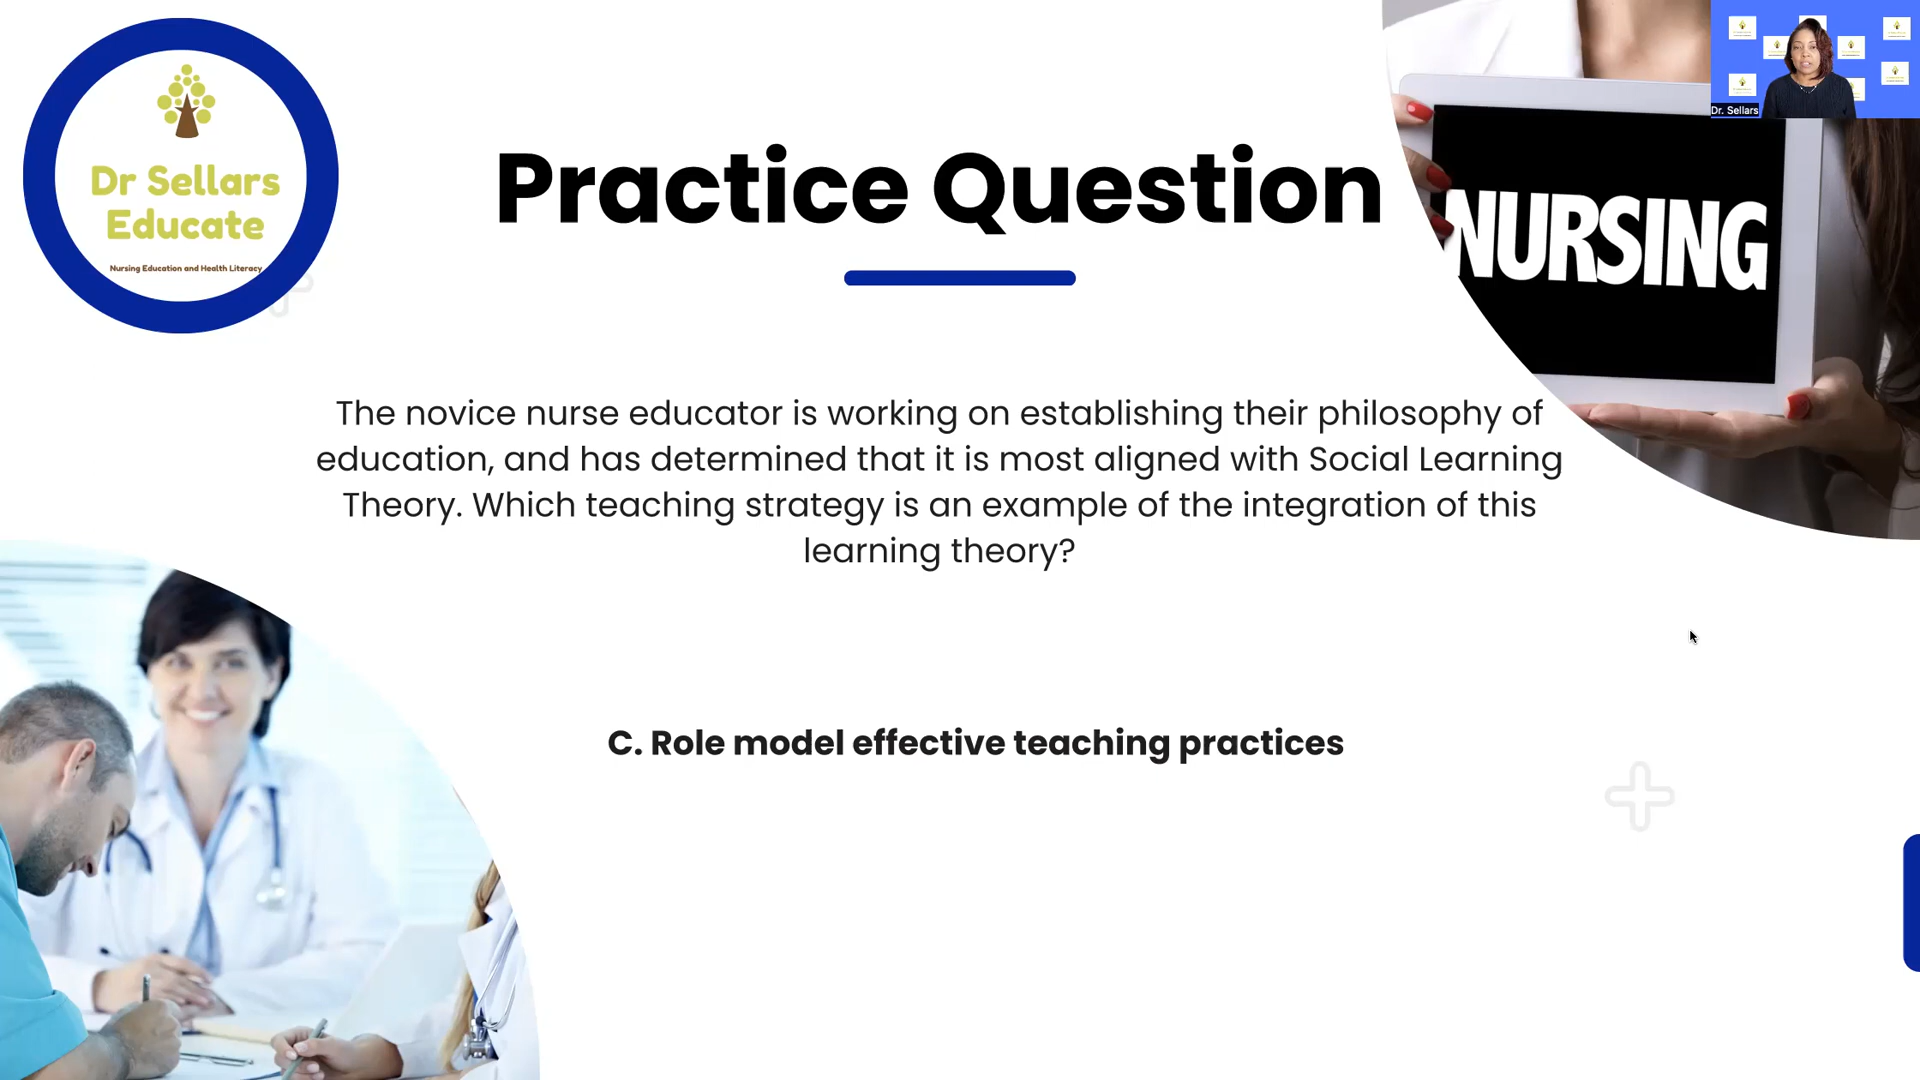 Dr Sellars
Educate
Nursing Education and Health Literacy
Practice Question
NURSING
Dr. Sellars
The novice nurse educator is working on establishing their philosophy of
education, and has determined that it is most aligned with Social Learning
Theory. Which teaching strategy is an example of the integration of this
learning theory?
C. Role model effective teaching practices